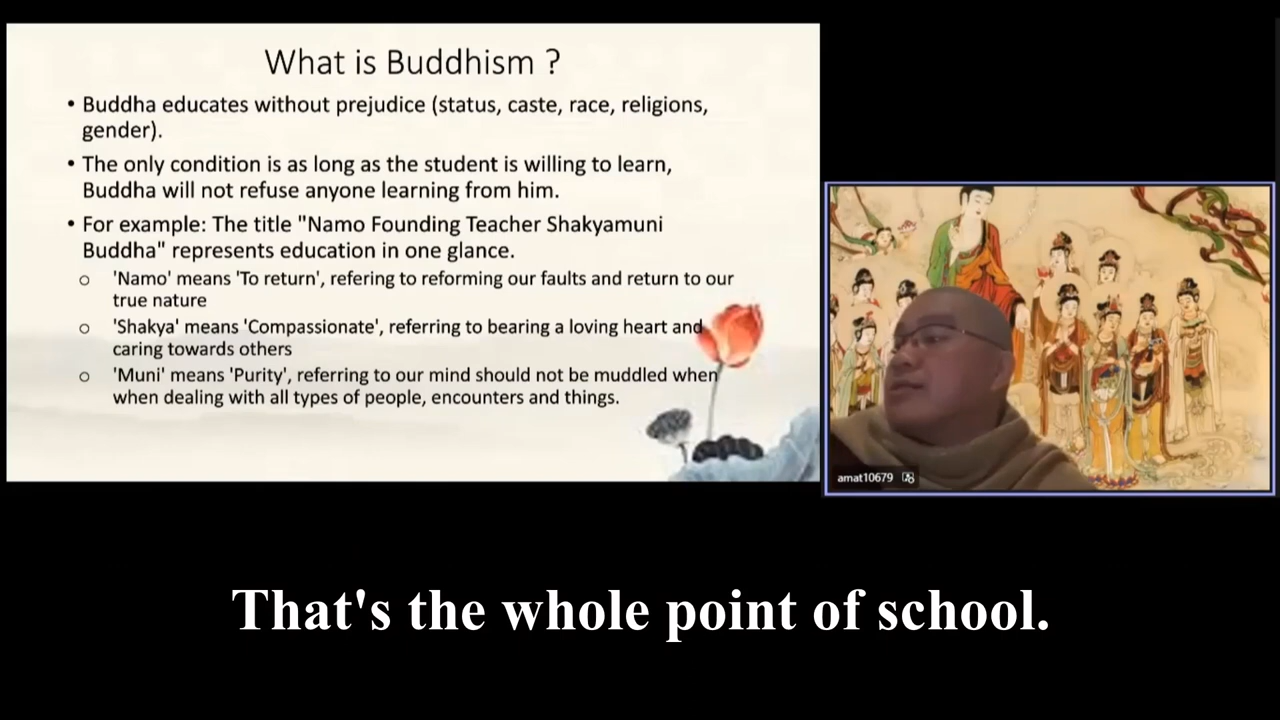 What is Buddhism ?
• Buddha educates without prejudice (status, caste, race, religions,
gender).
• The only condition is as long as the student is willing to learn,
Buddha will not refuse anyone learning from him.
• For example: The title "Namo Founding Teacher Shakyamuni
Buddha" represents education in one glance.
o 'Namo' means 'To return', refering to reforming our faults and return to our
true nature
o 'Shakya' means 'Compassionate', referring to bearing a loving heart and
caring towards others
o 'Muni' means 'Purity', referring to our mind should not be muddled when
when dealing with all types of people, encounters and things.
amat10679
That's the whole point of school.